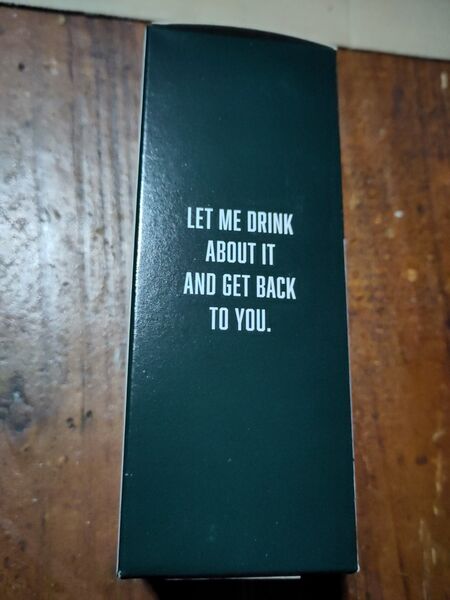 LET ME DRINK
ABOUT IT
AND GET BACK
TO YOU.